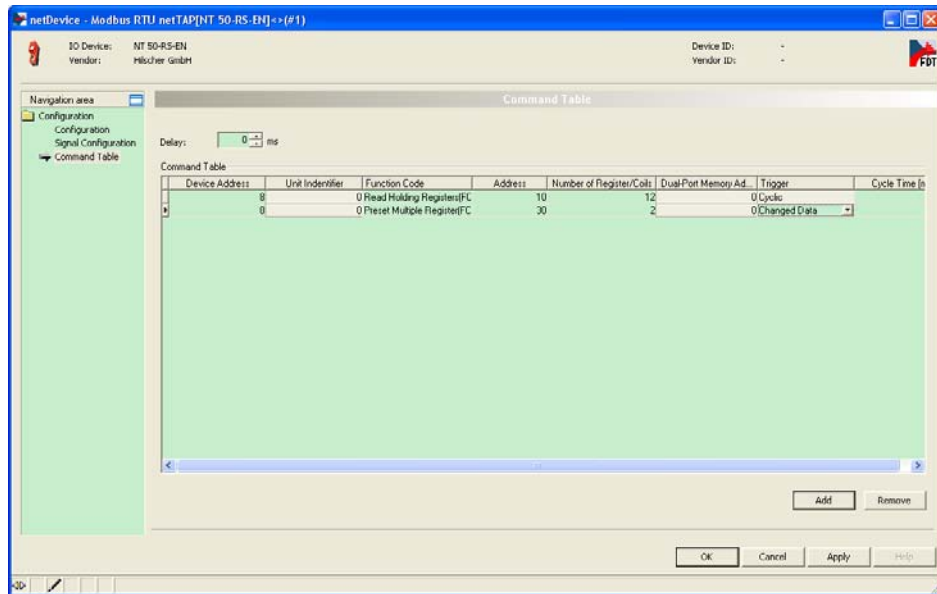 netDevice - Modbus RTU netTAP[NT 50-RS-EN]<>(#1)
IO Device: NT 50-RS-EN Device ID: -
Vendor: Hilscher GmbH Vendor ID: -
FDT
Navigation area Command Table
Configuration
Configuration
Signal Configuration Delay: 0 ms
Command Table
Command Table
Device Address Unit Indentifier Function Code Address Number of Register/Coils Dual-Port Memory Ad... Trigger Cycle Time [n
8 0 Read Holding Registers(FC 10 12 0 Cyclic
8 0 Preset Multiple Register(FC 30 2 0 Changed Data
Add Remove
OK Cancel Apply Help